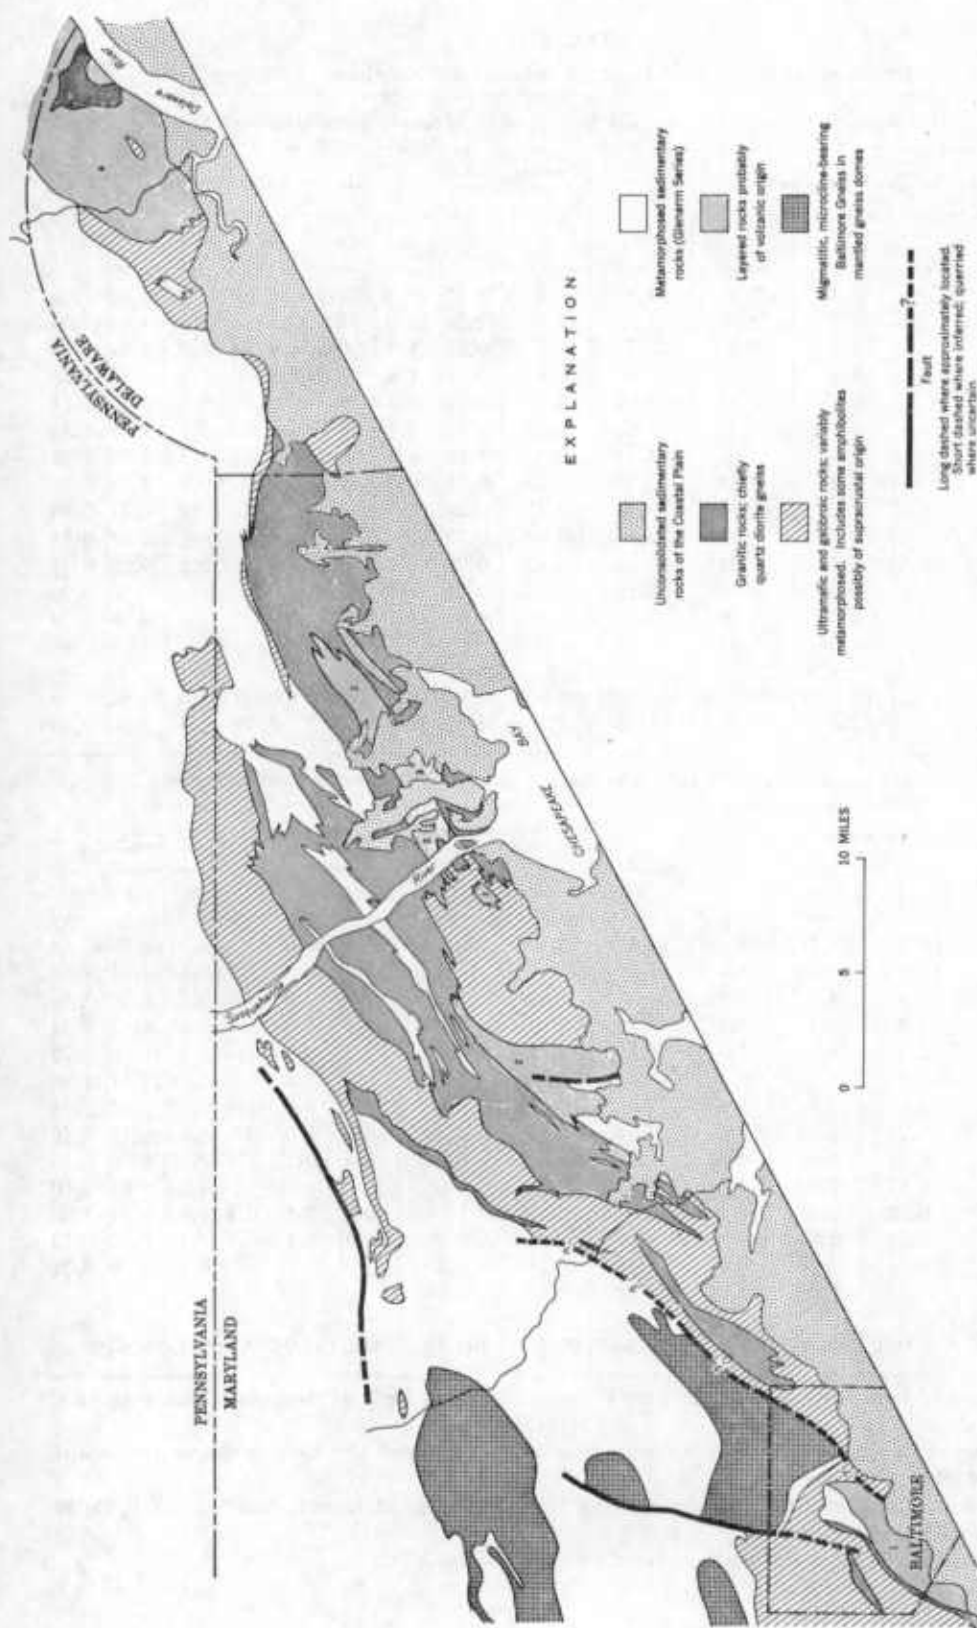 PENNSYLVANIA
MARYLAND
PENNSYLVANIA
DELAWARE
Delaware
River
Susquehanna
River
CHESAPEAKE
BAY
BALTIMORE
0 5 10 MILES
EXPLANATION
Unconsolidated sedimentary
rocks of the Coastal Plain
Granitic rocks; chiefly
quartz diorite gneiss
Ultramafic and gabbroic rocks; variably
metamorphosed. Includes some amphibolites
possibly of supracrustal origin
Metamorphosed sedimentary
rocks (Glenarm Series)
Layered rocks probably
of volcanic origin
Migmatitic, microcline-bearing
Baltimore Gneiss in
mantled gneiss domes
?
Fault
Long dashed where approximately located.
Short dashed where inferred; querried
where uncertain